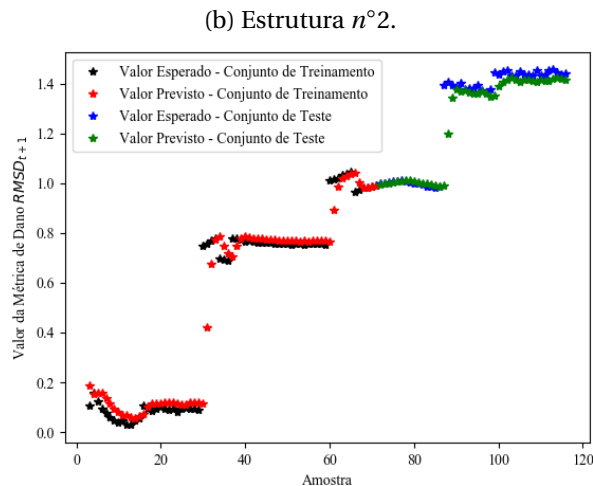 (b) Estrutura n°2.
Valor Esperado - Conjunto de Treinamento
Valor Previsto - Conjunto de Treinamento
Valor Esperado - Conjunto de Teste
Valor Previsto - Conjunto de Teste
Valor da Métrica de Dano RMSD_{t+1}
1.4
1.2
1.0
0.8
0.6
0.4
0.2
0.0
0 20 40 60 80 100 120
Amostra